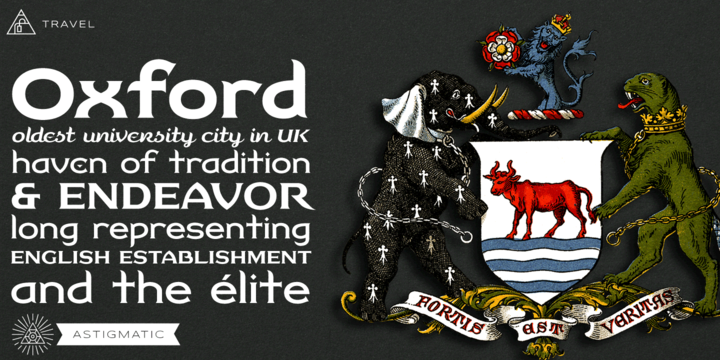 TRAVEL
Oxford
oldest university city in UK
haven of tradition
& ENDEAVOR
long representing
ENGLISH ESTABLISHMENT
and the élite
ASTIGMATIC
FORTIS EST VERITAS